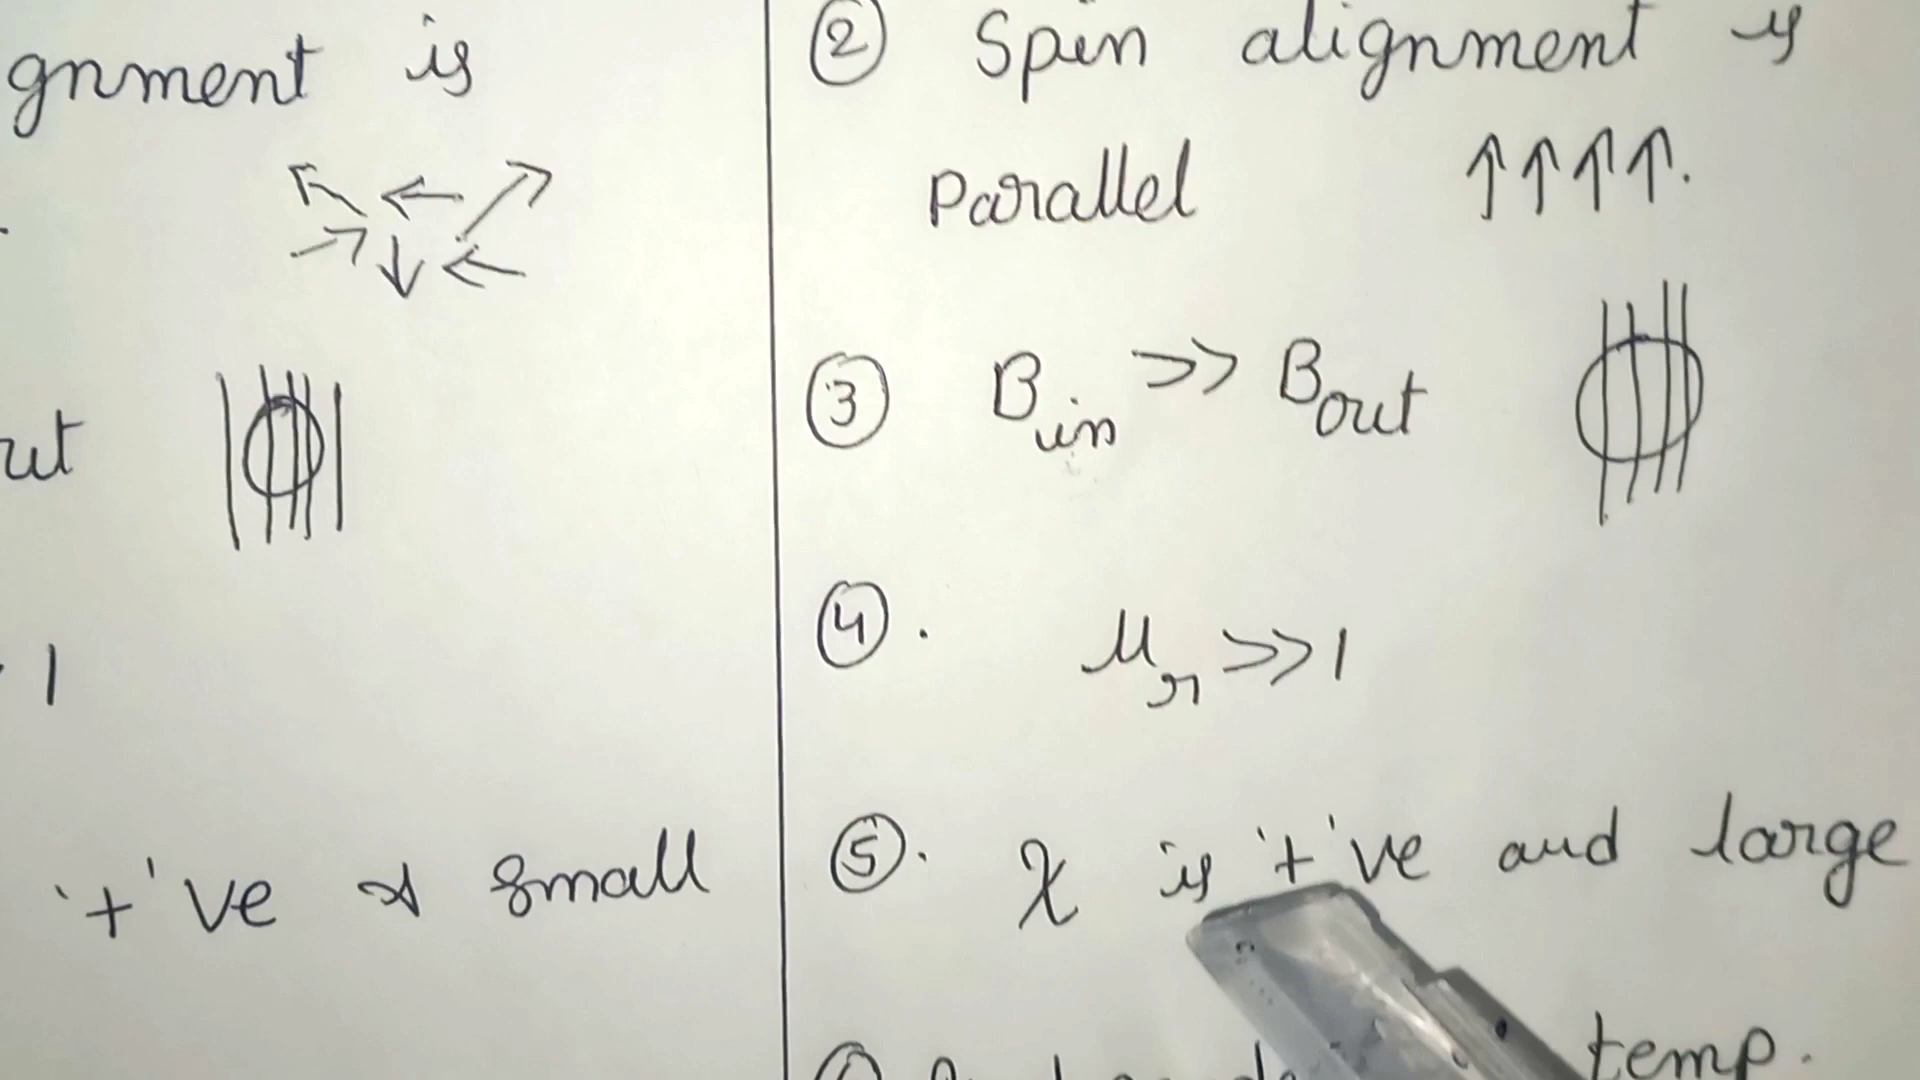 gnment is
ut
1
'+'ve & small
② Spin alignment is
Parallel ↑↑↑↑.
③ B_in >> B_out
④. μ_r >> 1
⑤. χ is '+'ve and large
temp.